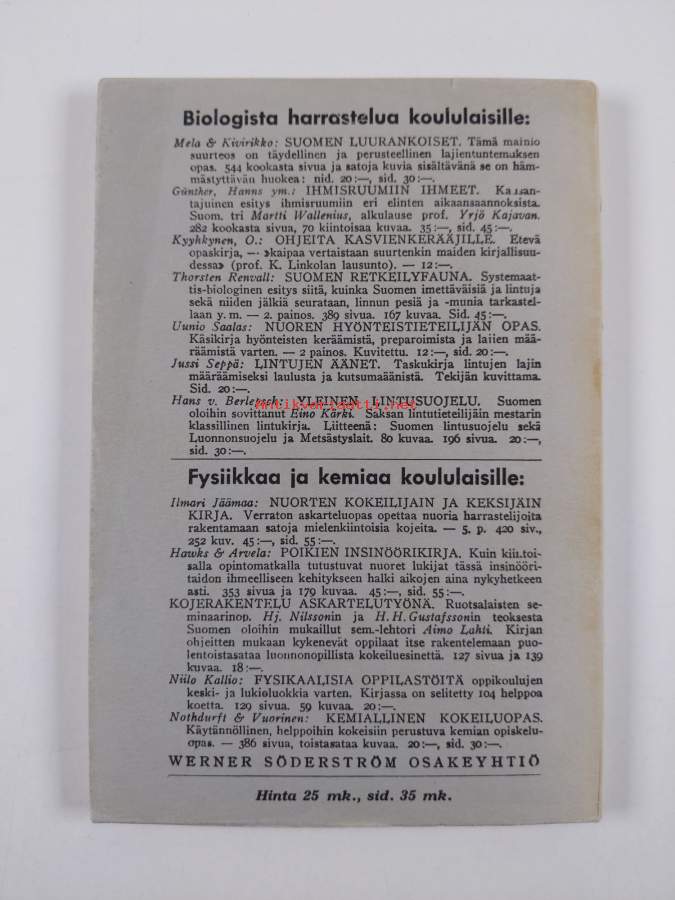 Biologista harrastelua koululaisille:
Mela & Kivirikko: SUOMEN LUURANKOISET. Tämä mainio
suurteos on täydellinen ja perusteellinen lajientuntemuksen
opas. 544 kookasta sivua ja satoja kuvia sisältävänä se on häm-
mästyttävän huokea: nid. 20:—, sid. 30:—.
Günther, Hanns ym.: IHMISRUUMIIN IHMEET. Kansan-
tajuinen esitys ihmisruumiin eri elinten aikaansaannoksista.
Suom. tri Martti Wallenius, alkulause prof. Yrjö Kajavan.
282 kookasta sivua, 70 kiintoisaa kuvaa. 35:—, sid. 45:—.
Kyyhkynen, O.: OHJEITA KASVIENKERÄÄJILLE. Etevä
opaskirja, — »kaipaa vertaistaan suurtenkin maiden kirjallisuu-
dessa» (prof. K. Linkolan lausunto). — 12:—.
Thorsten Renvall: SUOMEN RETKEILYFAUNA. Systemaat-
tis-biologinen esitys siitä, kuinka Suomen imettäväisiä ja lintuja
sekä niiden jälkiä seurataan, linnun pesiä ja -munia tarkastel-
laan y. m. — 2. painos. 389 sivua. 167 kuvaa. Sid. 45:—.
Uunio Saalas: NUOREN HYÖNTEISTIETEILIJÄN OPAS.
Käsikirja hyönteisten keräämistä, preparoimista ja lajien mää-
räämistä varten. — 2 painos. Kuvitettu. 12:—, sid. 20:—.
Jussi Seppä: LINTUJEN ÄÄNET. Taskukirja lintujen lajin
määräämiseksi laulusta ja kutsumaäänistä. Tekijän kuvittama.
Sid. 20:—.
Hans v. Berlepsch: YLEINEN LINTUSUOJELU. Suomen
oloihin sovittanut Eino Kärki. Saksan lintutieteilijäin mestarin
klassillinen lintukirja. Liitteenä: Suomen lintusuojelu sekä
Luonnonsuojelu ja Metsästyslait. 80 kuvaa. 196 sivua. 20:—,
sid. 30:—.
Antikvariaatti.net
Fysiikkaa ja kemiaa koululaisille:
Ilmari Jäämaa: NUORTEN KOKEILIJAIN JA KEKSIJÄIN
KIRJA. Verraton askarteluopas opettaa nuoria harrastelijoita
rakentamaan satoja mielenkiintoisia kojeita. — 5. p. 420 siv.,
252 kuv. 45:—, sid. 55:—.
Hawks & Arvela: POIKIEN INSINÖÖRIKIRJA. Kuin kiintoi-
salla opintomatkalla tutustuvat nuoret lukijat tässä insinööri-
taidon ihmeelliseen kehitykseen halki aikojen aina nykyhetkeen
asti. 353 sivua ja 179 kuvaa. 45:—, sid. 55:—.
KOJERAKENTELU ASKARTELUTYÖNÄ. Ruotsalaisten se-
minaarinop. Hj. Nilssonin ja H. H. Gustafssonin teoksesta
Suomen oloihin mukaillut sem.-lehtori Aimo Lahti. Kirjan
ohjeitten mukaan kykenevät oppilaat itse rakentelemaan puo-
lentoistasataa luonnonopillista kokeiluesinettä. 127 sivua ja 139
kuvaa. 18:—.
Niilo Kallio: FYSIKAALISIA OPPILASTÖITÄ oppikoulujen
keski- ja lukioluokkia varten. Kirjassa on selitetty 104 helppoa
koetta. 129 sivua. 59 kuvaa. 20:—.
Nothdurft & Vuorinen: KEMIALLINEN KOKEILUOPAS.
Käytännöllinen, helppoihin kokeisiin perustuva kemian opiskelu-
opas. — 386 sivua, toistasataa kuvaa. 20:—, sid. 30:—.
WERNER SÖDERSTRÖM OSAKEYHTIÖ
Hinta 25 mk., sid. 35 mk.